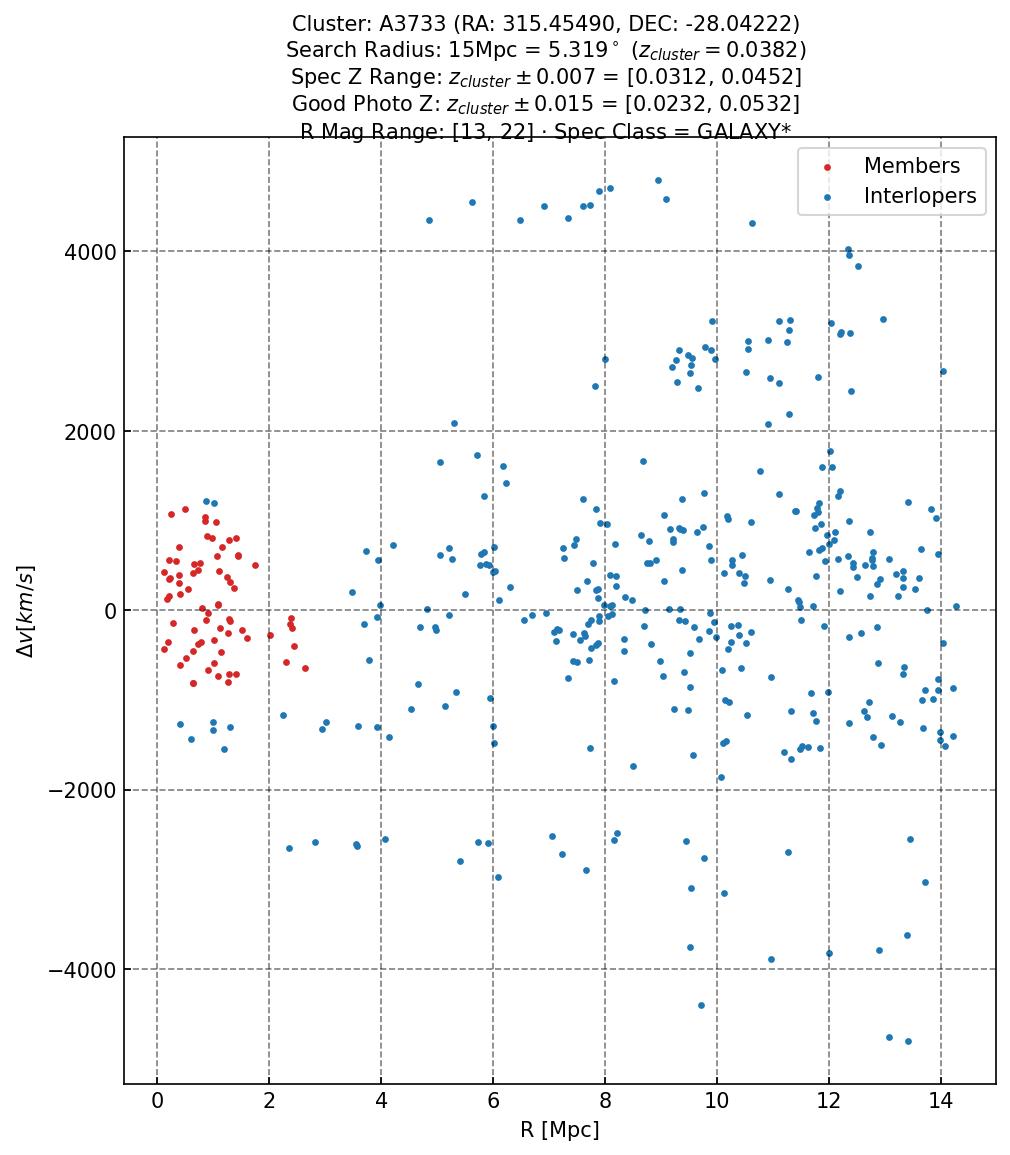 Cluster: A3733 (RA: 315.45490, DEC: -28.04222)
Search Radius: 15Mpc = 5.319° (z_cluster = 0.0382)
Spec Z Range: z_cluster ± 0.007 = [0.0312, 0.0452]
Good Photo Z: z_cluster ± 0.015 = [0.0232, 0.0532]
R Mag Range: [13, 22] · Spec Class = GALAXY*
Members
Interlopers
4000
2000
0
−2000
−4000
Δv[km/s]
0 2 4 6 8 10 12 14
R [Mpc]